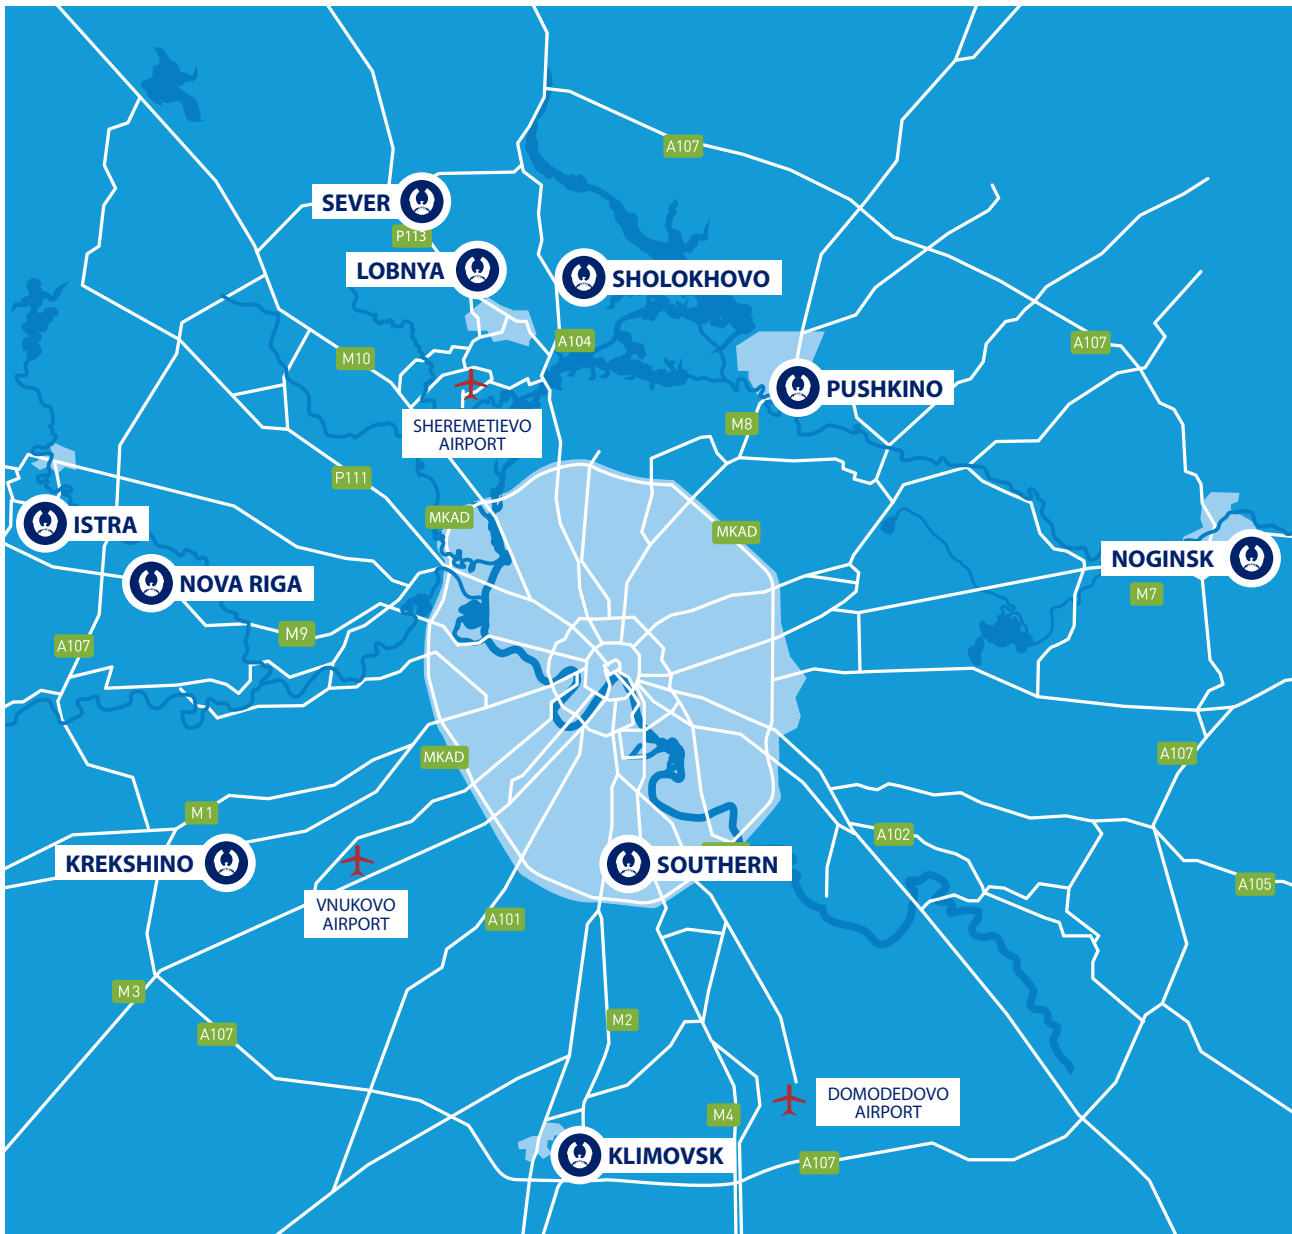 A107
SEVER
P113
LOBNYA
SHOLOKHOVO
A104
A107
M10
PUSHKINO
SHEREMETIEVO
AIRPORT
M8
P111
MKAD
MKAD
ISTRA
NOGINSK
NOVA RIGA
M7
M9
A107
A107
MKAD
M1
A102
KREKSHINO
SOUTHERN
A105
VNUKOVO
AIRPORT
A101
M3
M2
A107
DOMODEDOVO
AIRPORT
M4
KLIMOVSK
A107